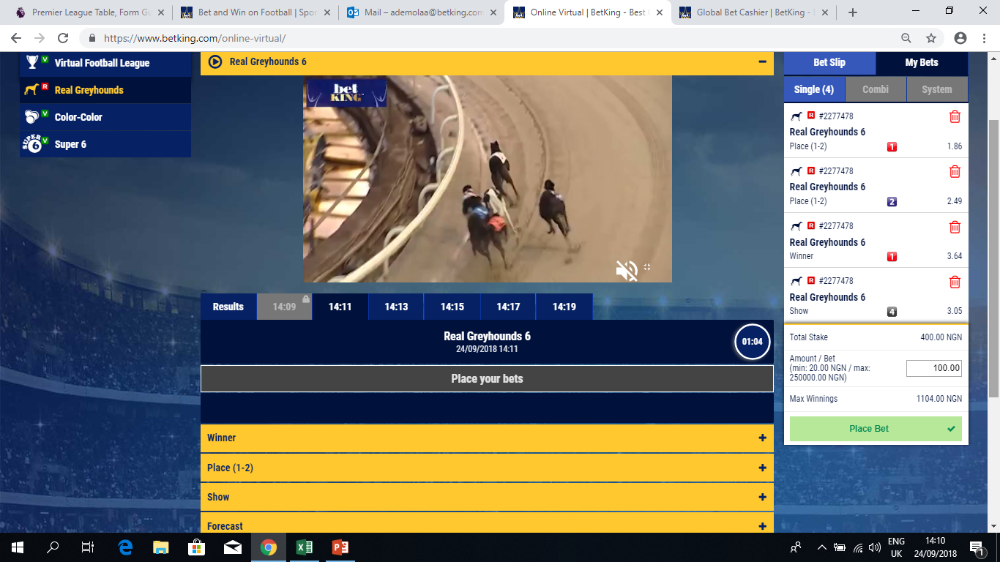 Premier League Table, Form Gu
Bet and Win on Football | Spor
Mail – ademolaa@betking.com
Online Virtual | BetKing - Best
Global Bet Cashier | BetKing -
https://www.betking.com/online-virtual/
V
Virtual Football League
R
Real Greyhounds
V
Color-Color
SUPER 6
V
Super 6
Real Greyhounds 6
bet
KING
Results
14:09
14:11
14:13
14:15
14:17
14:19
Real Greyhounds 6
24/09/2018 14:11
01:04
Place your bets
Winner
Place (1-2)
Show
Forecast
Bet Slip
My Bets
Single (4)
Combi
System
R #2277478
Real Greyhounds 6
Place (1-2) 1 1.86
R #2277478
Real Greyhounds 6
Place (1-2) 2 2.49
R #2277478
Real Greyhounds 6
Winner 1 3.64
R #2277478
Real Greyhounds 6
Show 4 3.05
Total Stake 400.00 NGN
Amount / Bet
(min: 20.00 NGN / max:
250000.00 NGN)
100.00
Max Winnings 1104.00 NGN
Place Bet
ENG
UK
14:10
24/09/2018
1